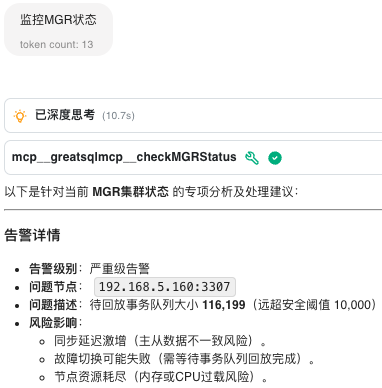 监控MGR状态
token count: 13
已深度思考 (10.7s)
mcp__greatsqlmcp__checkMGRStatus
以下是针对当前 MGR集群状态 的专项分析及处理建议：
告警详情
告警级别：严重级告警
问题节点： 192.168.5.160:3307
问题描述：待回放事务队列大小 116,199（远超安全阈值 10,000）
风险影响：
同步延迟激增（主从数据不一致风险）。
故障切换可能失败（需等待事务队列回放完成）。
节点资源耗尽（内存或CPU过载风险）。